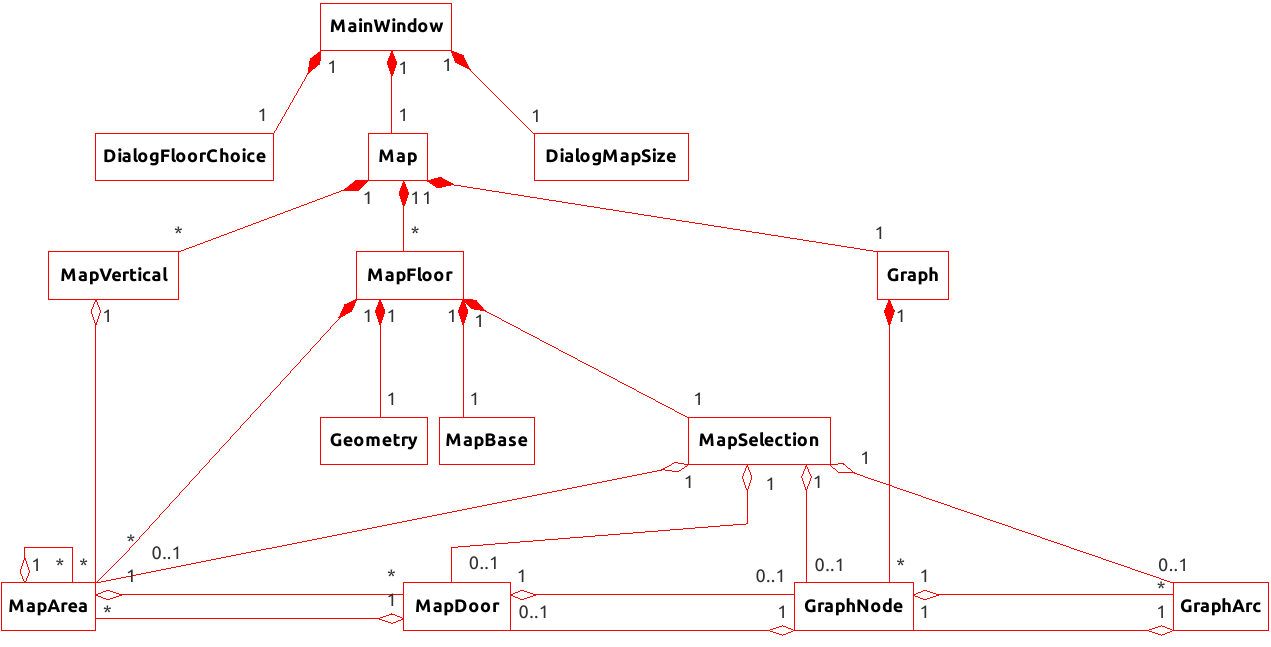 MainWindow
1 1 1
1 1 1
DialogFloorChoice Map DialogMapSize
1 11
* * 1
MapVertical MapFloor Graph
1 1 1 1 1 1
1 1 1
Geometry MapBase MapSelection
1
1 1 1
* 0..1
1 * * 1 * 0..1 1 0..1 0..1 * 1 0..1 *
MapArea MapDoor GraphNode GraphArc
* 1 0..1 1 1 1